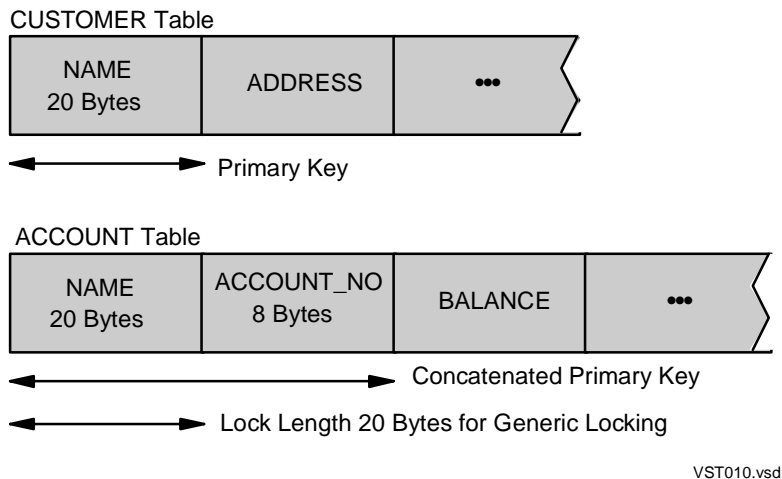 CUSTOMER Table
NAME
20 Bytes
ADDRESS
•••
Primary Key
ACCOUNT Table
NAME
20 Bytes
ACCOUNT_NO
8 Bytes
BALANCE
•••
Concatenated Primary Key
Lock Length 20 Bytes for Generic Locking
VST010.vsd